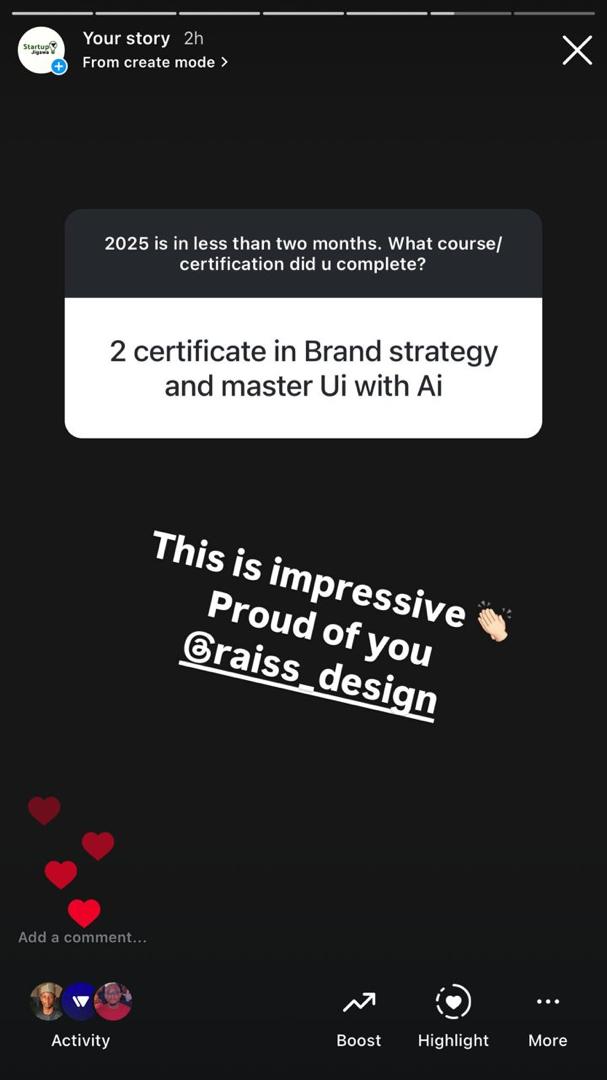 Your story 2h
From create mode >
Startup
Jigawa
2025 is in less than two months. What course/
certification did u complete?
2 certificate in Brand strategy
and master Ui with Ai
This is impressive 👏🏻
Proud of you
@raiss_design
Add a comment...
Activity
Boost
Highlight
More